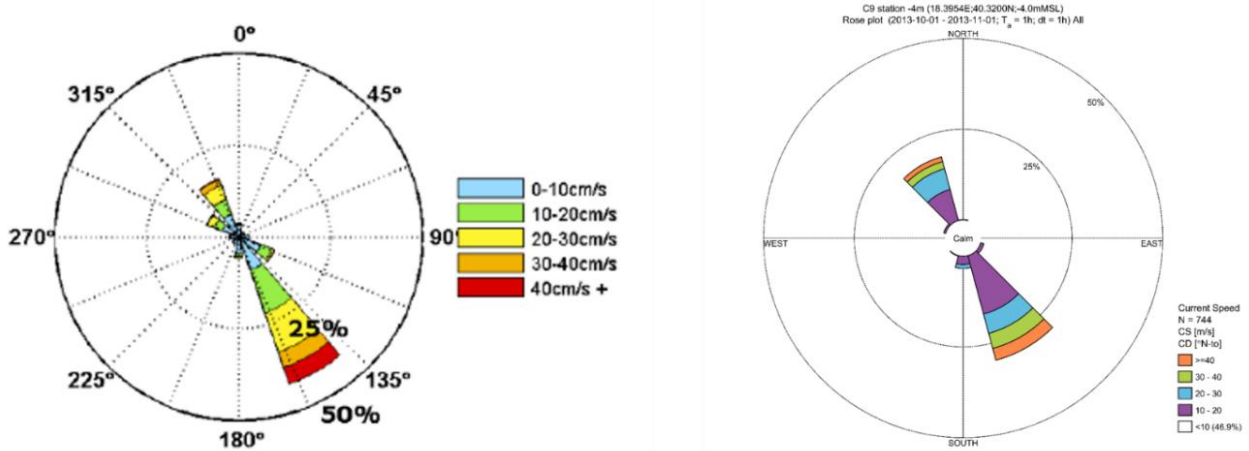 0°
45°
90°
135°
180°
225°
270°
315°
25%
50%
0-10cm/s
10-20cm/s
20-30cm/s
30-40cm/s
40cm/s +
C9 station -4m (18.3954E;40.3200N;-4.0mMSL)
Rose plot (2013-10-01 - 2013-11-01; Ta = 1h; dt = 1h) All
NORTH
50%
25%
WEST
Calm
EAST
SOUTH
Current Speed
N = 744
CS [m/s]
CD [°N-to]
>=40
30 - 40
20 - 30
10 - 20
<10 (46.9%)